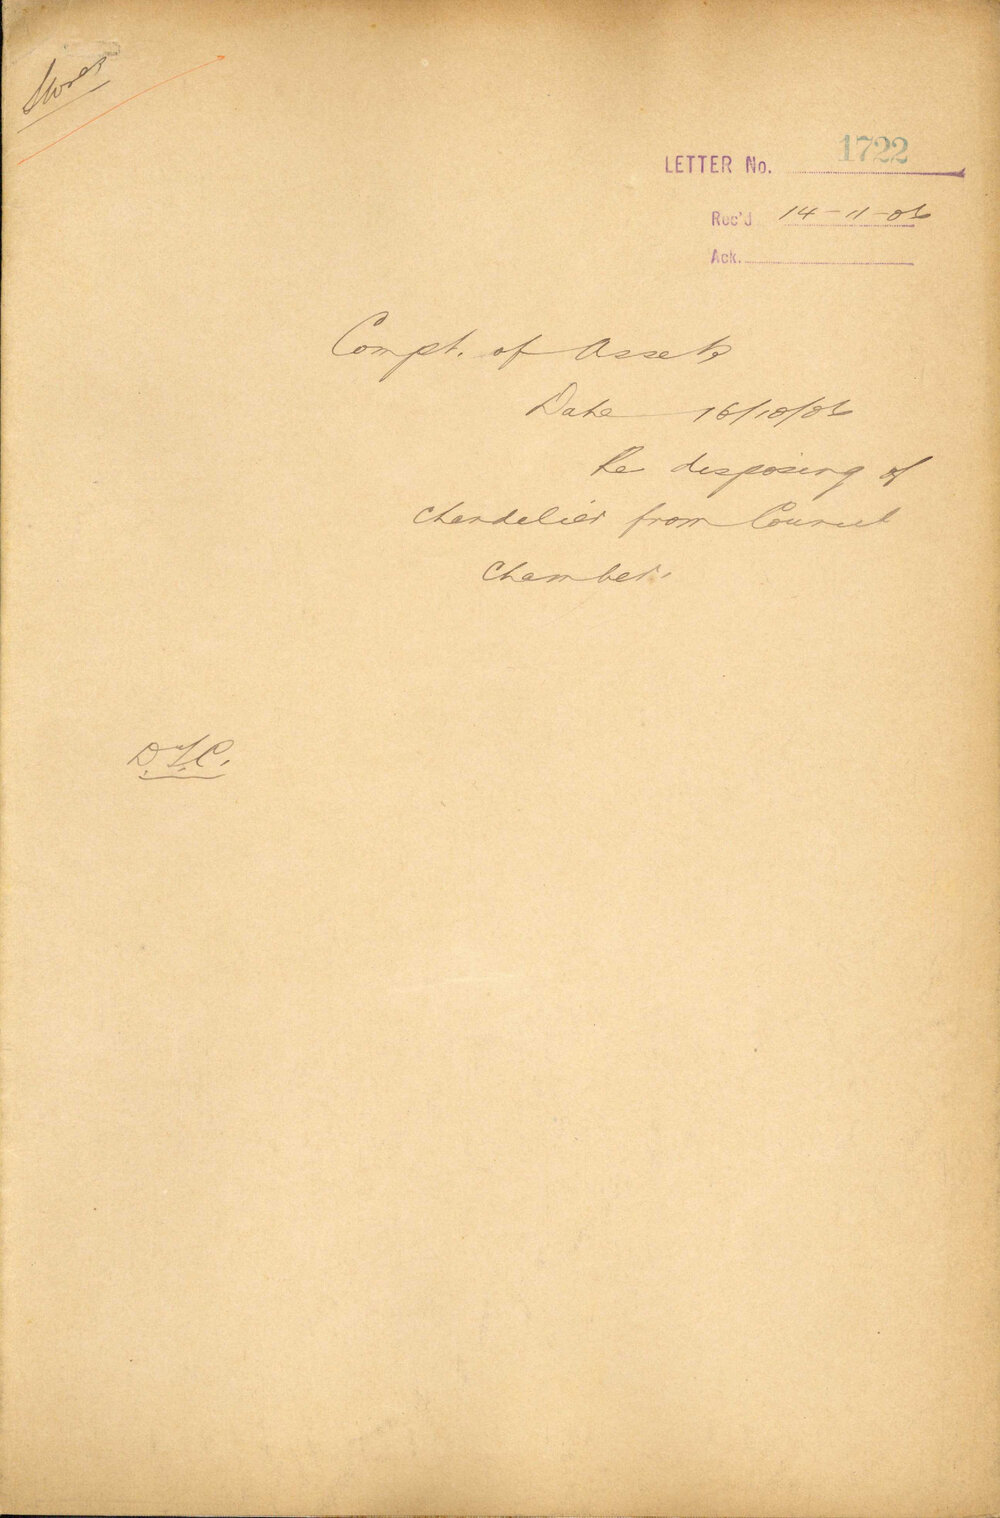 Stores
LETTER No. 1722
Rec'd 14-11-06
Ack.
Compt. of Assets
Date 16/10/06
Re disposing of
chandelier from Council
Chamber.